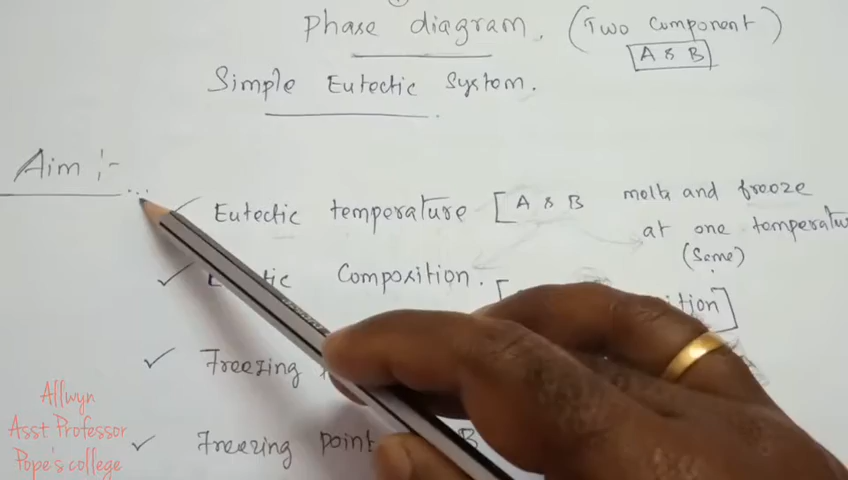 Phase diagram. (Two Component)
A & B
Simple Eutectic System.
Aim :-
Eutectic temperature [A & B melts and freeze
at one temperatu
(Same)
Composition. [
]
Freezing
Freezing point B
Allwyn
Asst Professor
Pope's college